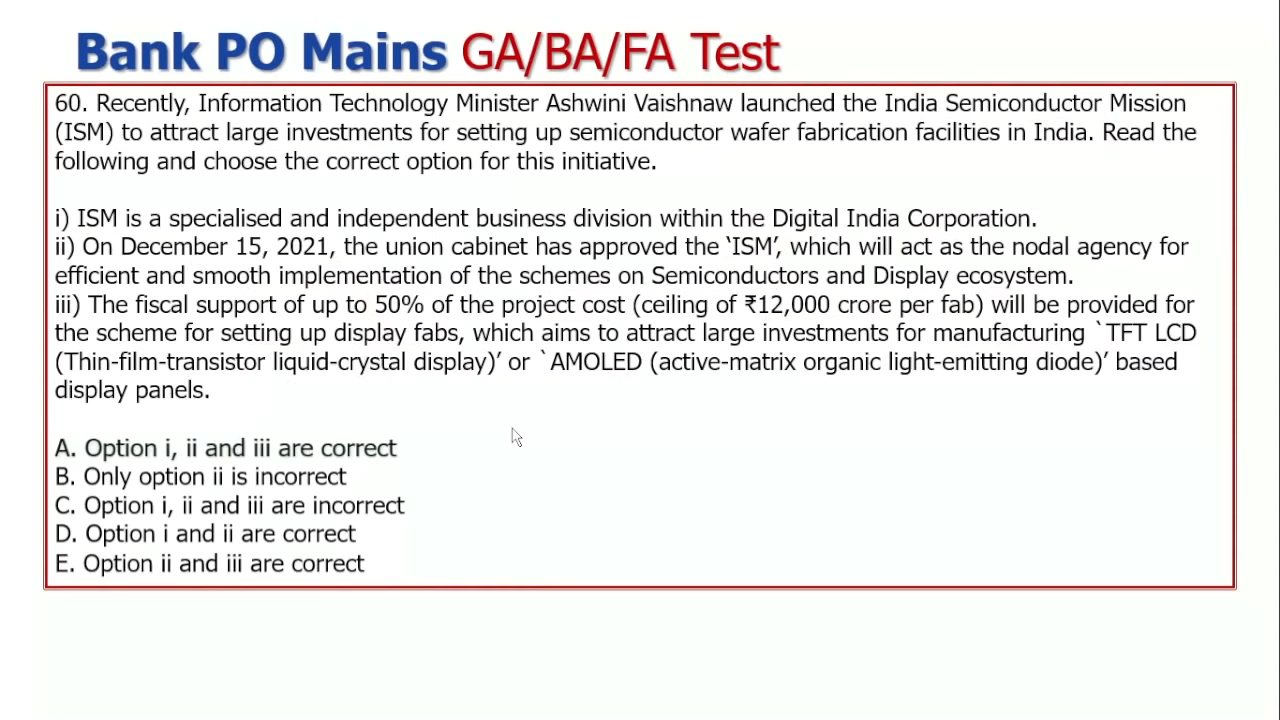 Bank PO Mains GA/BA/FA Test
60. Recently, Information Technology Minister Ashwini Vaishnaw launched the India Semiconductor Mission
(ISM) to attract large investments for setting up semiconductor wafer fabrication facilities in India. Read the
following and choose the correct option for this initiative.
i) ISM is a specialised and independent business division within the Digital India Corporation.
ii) On December 15, 2021, the union cabinet has approved the ‘ISM’, which will act as the nodal agency for
efficient and smooth implementation of the schemes on Semiconductors and Display ecosystem.
iii) The fiscal support of up to 50% of the project cost (ceiling of ₹12,000 crore per fab) will be provided for
the scheme for setting up display fabs, which aims to attract large investments for manufacturing `TFT LCD
(Thin-film-transistor liquid-crystal display)’ or `AMOLED (active-matrix organic light-emitting diode)’ based
display panels.
A. Option i, ii and iii are correct
B. Only option ii is incorrect
C. Option i, ii and iii are incorrect
D. Option i and ii are correct
E. Option ii and iii are correct